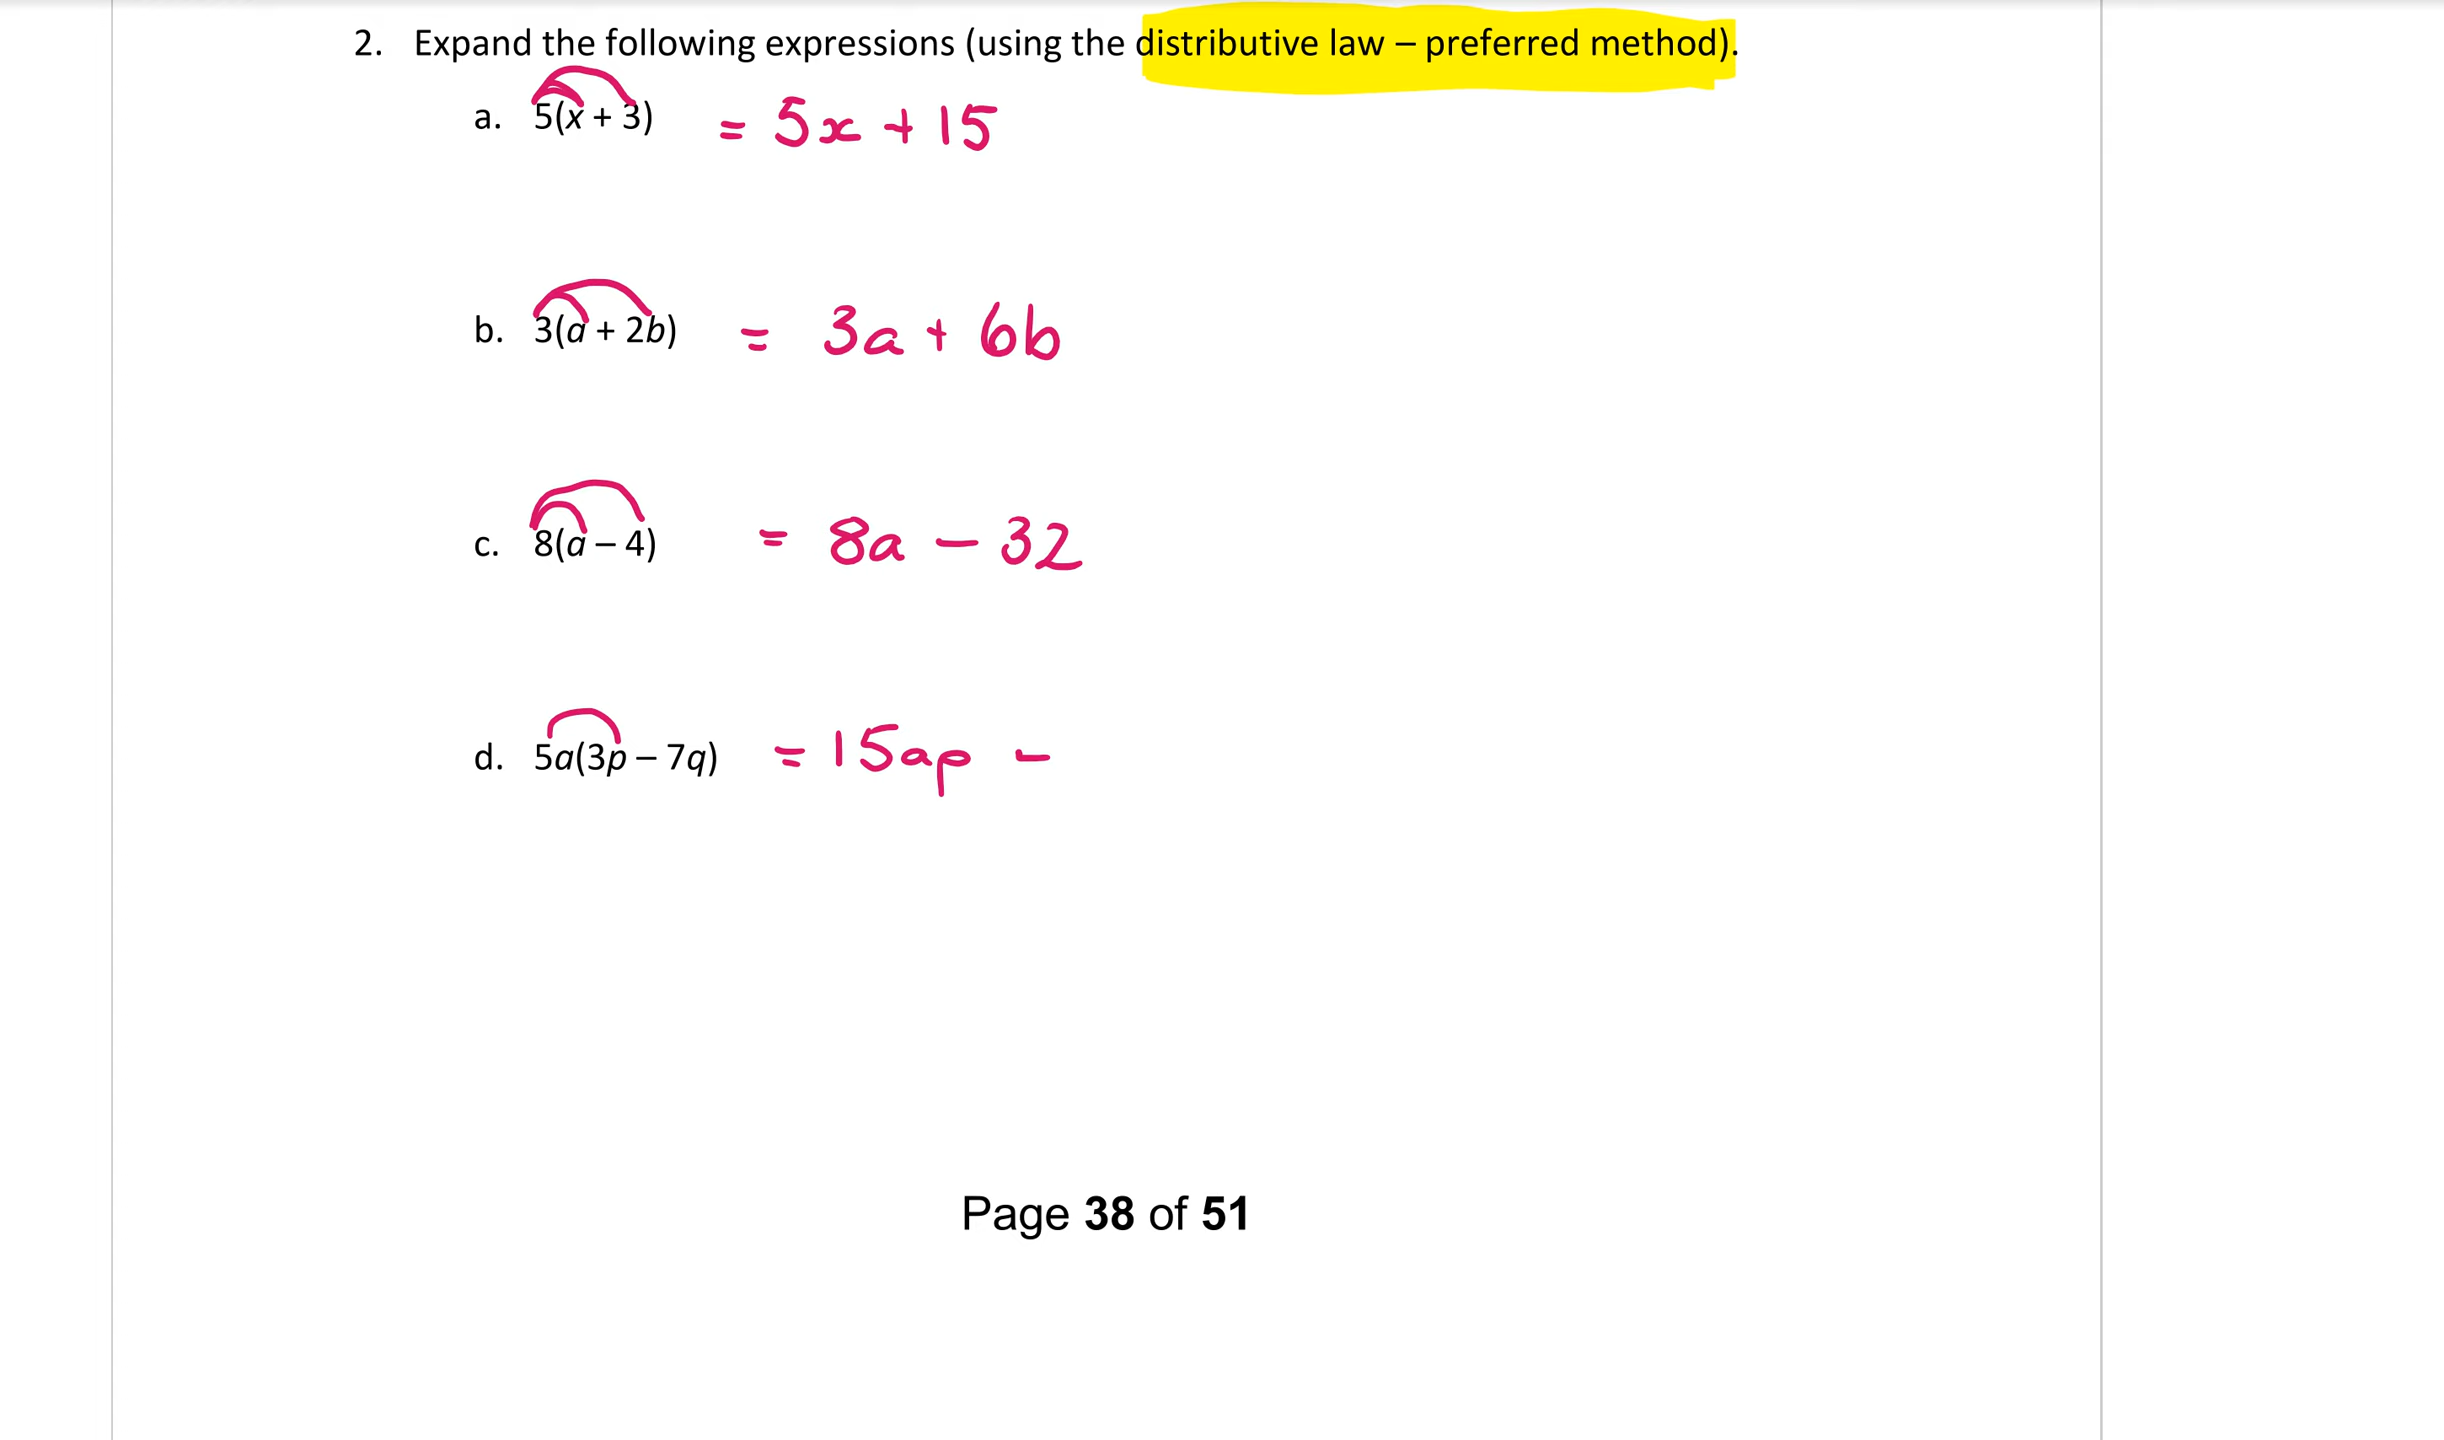 2. Expand the following expressions (using the distributive law – preferred method).
a. 5(x + 3) = 5x + 15
b. 3(a + 2b) = 3a + 6b
c. 8(a – 4) = 8a – 32
d. 5a(3p – 7q) = 15ap –
Page 38 of 51